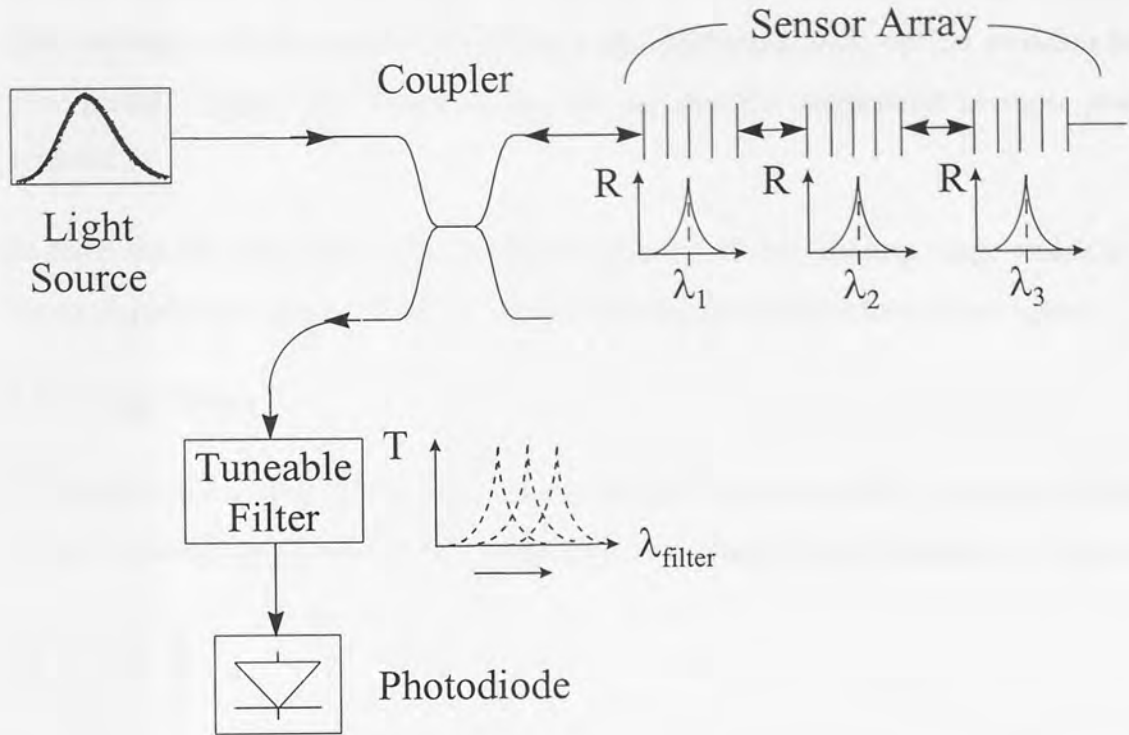 Sensor Array
Coupler
Light
Source
R
R
R
λ₁
λ₂
λ₃
Tuneable
Filter
T
λfilter
Photodiode